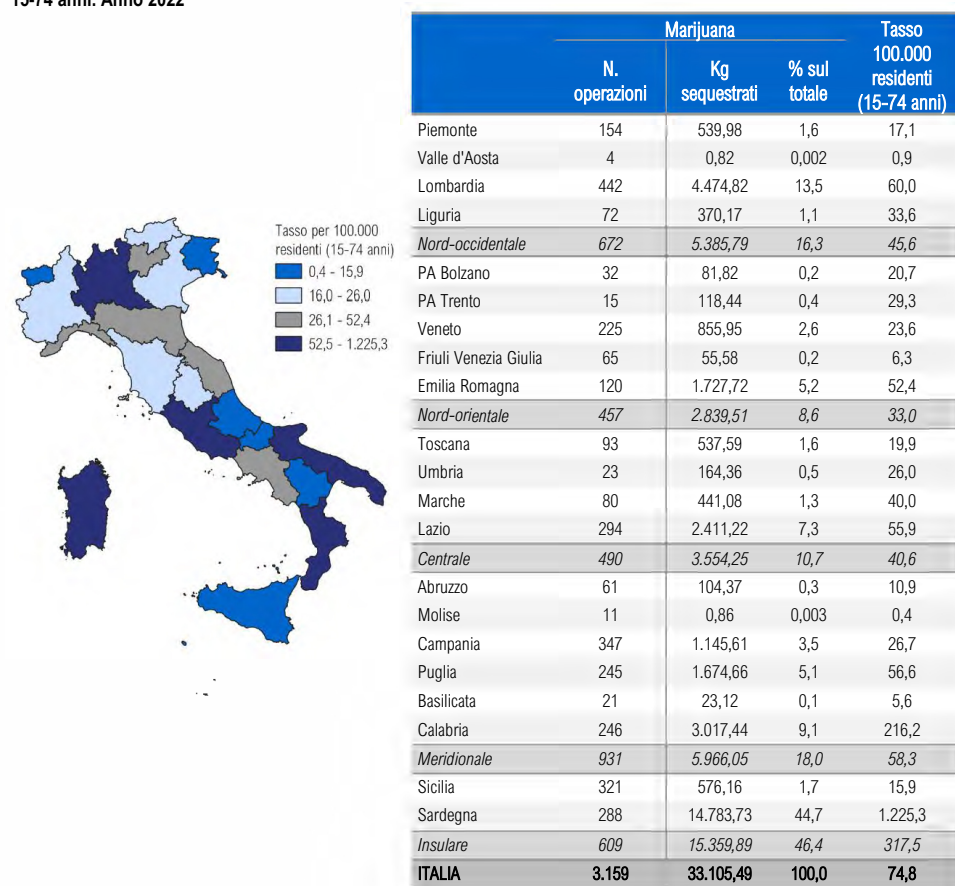 15-74 anni. Anno 2022
Tasso per 100.000
residenti (15-74 anni)
0,4 - 15,9
16,0 - 26,0
26,1 - 52,4
52,5 - 1.225,3
Marijuana Tasso 100.000 residenti (15-74 anni)
N. operazioni Kg sequestrati % sul totale
Piemonte 154 539,98 1,6 17,1
Valle d'Aosta 4 0,82 0,002 0,9
Lombardia 442 4.474,82 13,5 60,0
Liguria 72 370,17 1,1 33,6
Nord-occidentale 672 5.385,79 16,3 45,6
PA Bolzano 32 81,82 0,2 20,7
PA Trento 15 118,44 0,4 29,3
Veneto 225 855,95 2,6 23,6
Friuli Venezia Giulia 65 55,58 0,2 6,3
Emilia Romagna 120 1.727,72 5,2 52,4
Nord-orientale 457 2.839,51 8,6 33,0
Toscana 93 537,59 1,6 19,9
Umbria 23 164,36 0,5 26,0
Marche 80 441,08 1,3 40,0
Lazio 294 2.411,22 7,3 55,9
Centrale 490 3.554,25 10,7 40,6
Abruzzo 61 104,37 0,3 10,9
Molise 11 0,86 0,003 0,4
Campania 347 1.145,61 3,5 26,7
Puglia 245 1.674,66 5,1 56,6
Basilicata 21 23,12 0,1 5,6
Calabria 246 3.017,44 9,1 216,2
Meridionale 931 5.966,05 18,0 58,3
Sicilia 321 576,16 1,7 15,9
Sardegna 288 14.783,73 44,7 1.225,3
Insulare 609 15.359,89 46,4 317,5
ITALIA 3.159 33.105,49 100,0 74,8